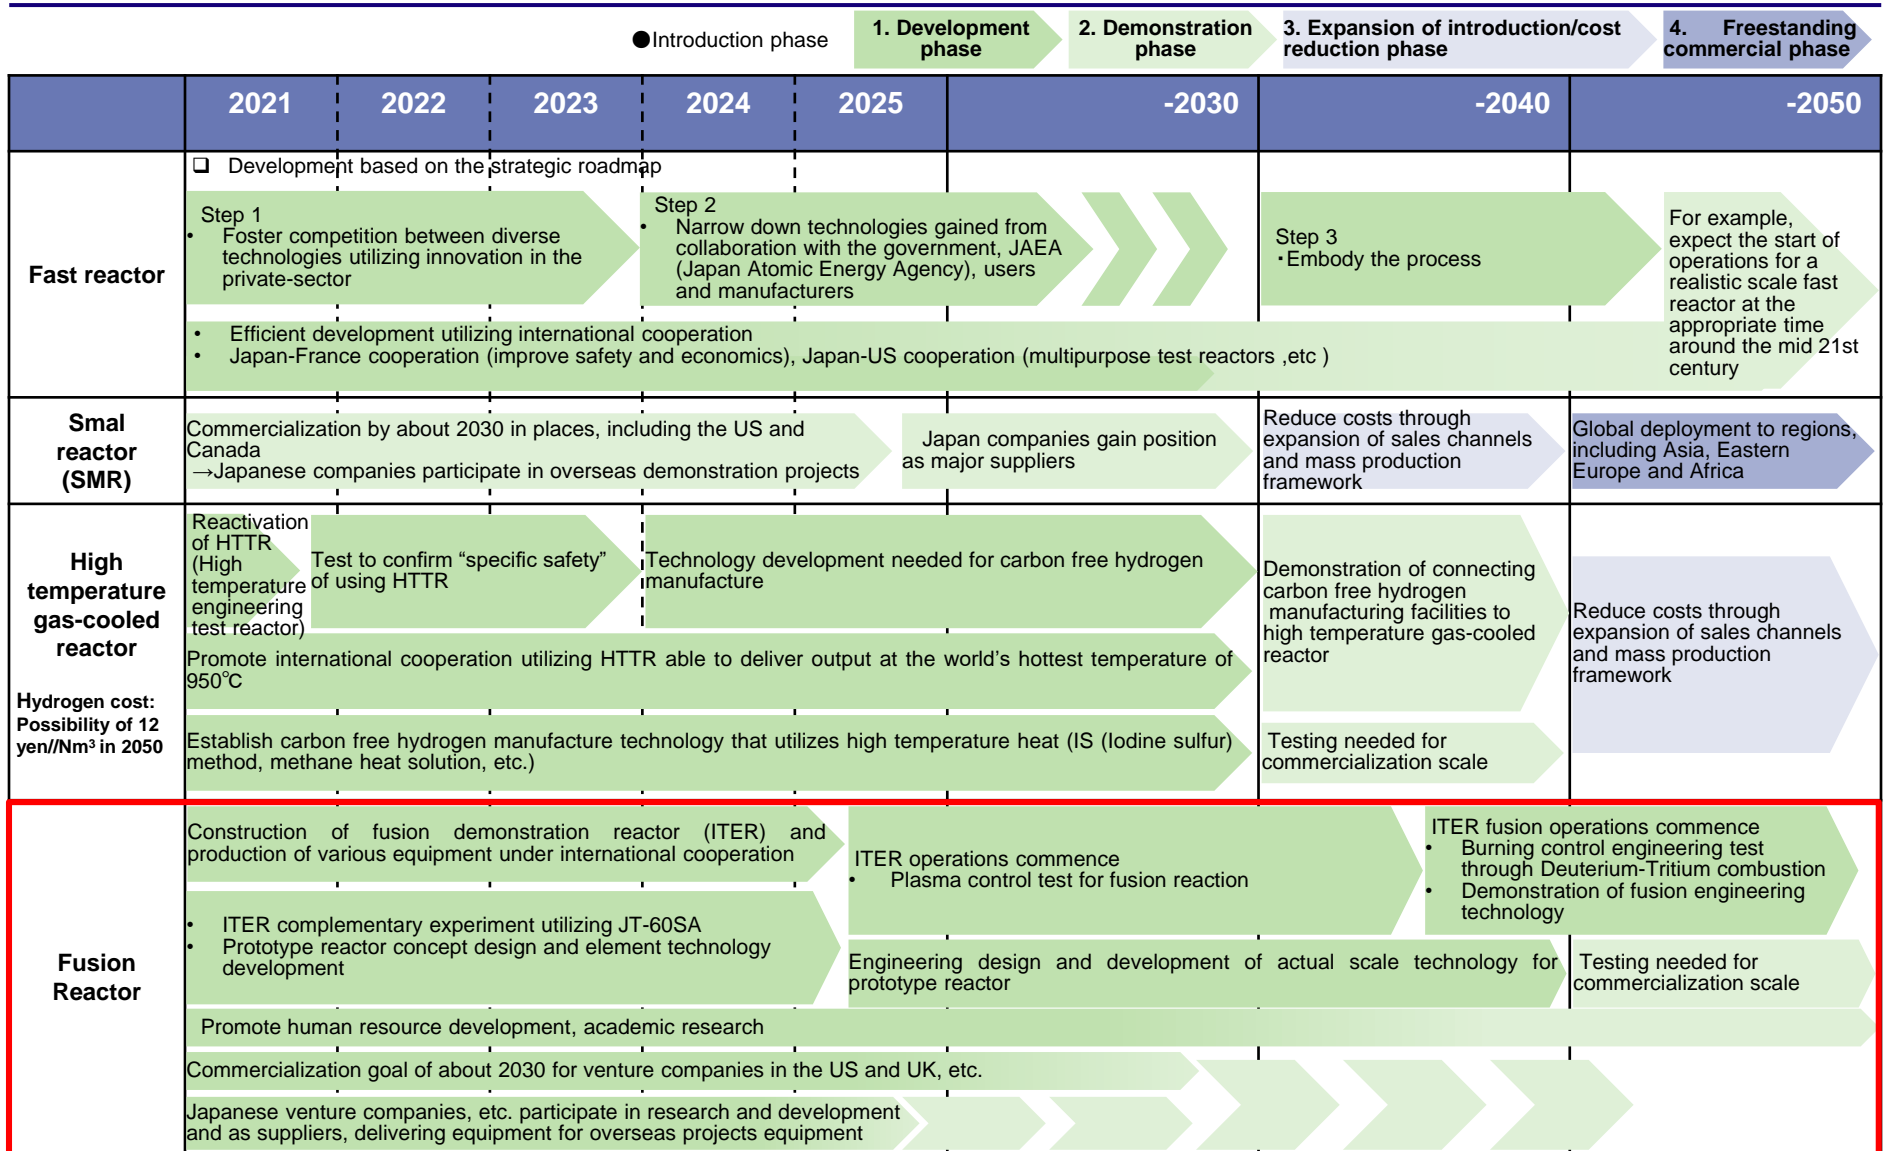 ●Introduction phase
1. Development
phase
2. Demonstration
phase
3. Expansion of introduction/cost
reduction phase
4. Freestanding
commercial phase
2021
2022
2023
2024
2025
-2030
-2040
-2050
Fast reactor
❑ Development based on the strategic roadmap
Step 1
• Foster competition between diverse
technologies utilizing innovation in the
private-sector
Step 2
• Narrow down technologies gained from
collaboration with the government, JAEA
(Japan Atomic Energy Agency), users
and manufacturers
Step 3
・Embody the process
For example,
expect the start of
operations for a
realistic scale fast
reactor at the
appropriate time
around the mid 21st
century
• Efficient development utilizing international cooperation
• Japan-France cooperation (improve safety and economics), Japan-US cooperation (multipurpose test reactors ,etc )
Smal
reactor
(SMR)
Commercialization by about 2030 in places, including the US and
Canada
→Japanese companies participate in overseas demonstration projects
Japan companies gain position
as major suppliers
Reduce costs through
expansion of sales channels
and mass production
framework
Global deployment to regions,
including Asia, Eastern
Europe and Africa
High
temperature
gas-cooled
reactor
Hydrogen cost:
Possibility of 12
yen//Nm³ in 2050
Reactivation
of HTTR
(High
temperature
engineering
test reactor)
Test to confirm “specific safety”
of using HTTR
Technology development needed for carbon free hydrogen
manufacture
Demonstration of connecting
carbon free hydrogen
manufacturing facilities to
high temperature gas-cooled
reactor
Reduce costs through
expansion of sales channels
and mass production
framework
Promote international cooperation utilizing HTTR able to deliver output at the world’s hottest temperature of
950℃
Establish carbon free hydrogen manufacture technology that utilizes high temperature heat (IS (Iodine sulfur)
method, methane heat solution, etc.)
Testing needed for
commercialization scale
Fusion
Reactor
Construction of fusion demonstration reactor (ITER) and
production of various equipment under international cooperation
ITER operations commence
• Plasma control test for fusion reaction
ITER fusion operations commence
• Burning control engineering test
through Deuterium-Tritium combustion
• Demonstration of fusion engineering
technology
• ITER complementary experiment utilizing JT-60SA
• Prototype reactor concept design and element technology
development
Engineering design and development of actual scale technology for
prototype reactor
Testing needed for
commercialization scale
Promote human resource development, academic research
Commercialization goal of about 2030 for venture companies in the US and UK, etc.
Japanese venture companies, etc. participate in research and development
and as suppliers, delivering equipment for overseas projects equipment